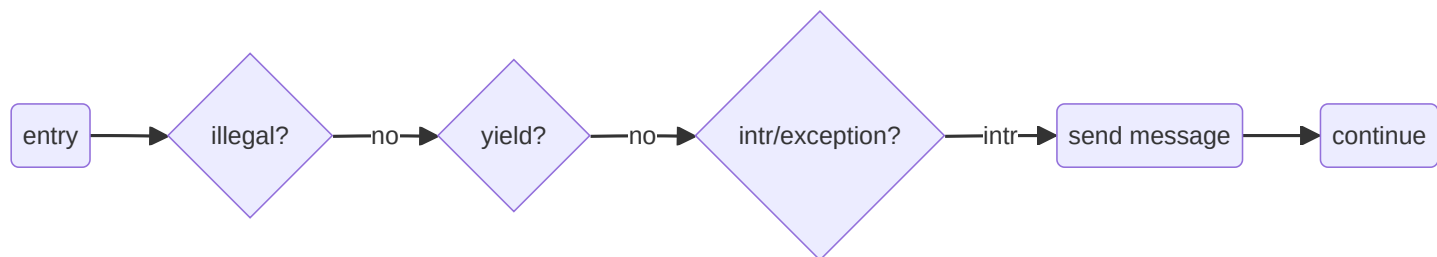 entry
illegal?
no
yield?
no
intr/exception?
intr
send message
continue